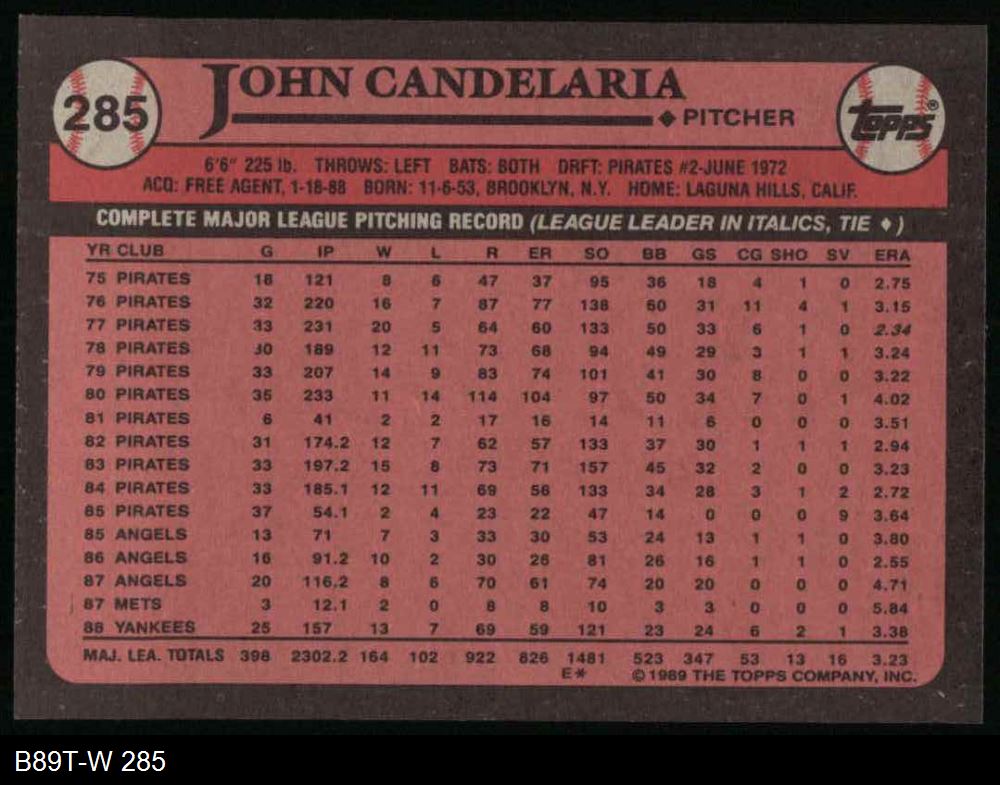 285
JOHN CANDELARIA
◆ PITCHER
TOPPS®
6'6" 225 lb. THROWS: LEFT BATS: BOTH DRFT: PIRATES #2-JUNE 1972
ACQ: FREE AGENT, 1-18-88 BORN: 11-6-53, BROOKLYN, N.Y. HOME: LAGUNA HILLS, CALIF.
COMPLETE MAJOR LEAGUE PITCHING RECORD (LEAGUE LEADER IN ITALICS, TIE ♦)
YR CLUB G IP W L R ER SO BB GS CG SHO SV ERA
75 PIRATES 18 121 8 6 47 37 95 36 18 4 1 0 2.75
76 PIRATES 32 220 16 7 87 77 138 60 31 11 4 1 3.15
77 PIRATES 33 231 20 5 64 60 133 50 33 6 1 0 2.34
78 PIRATES 30 189 12 11 73 68 94 49 29 3 1 1 3.24
79 PIRATES 33 207 14 9 83 74 101 41 30 8 0 0 3.22
80 PIRATES 35 233 11 14 114 104 97 50 34 7 0 1 4.02
81 PIRATES 6 41 2 2 17 16 14 11 6 0 0 0 3.51
82 PIRATES 31 174.2 12 7 62 57 133 37 30 1 1 1 2.94
83 PIRATES 33 197.2 15 8 73 71 157 45 32 2 0 0 3.23
84 PIRATES 33 185.1 12 11 69 56 133 34 28 3 1 2 2.72
85 PIRATES 37 54.1 2 4 23 22 47 14 0 0 0 9 3.64
85 ANGELS 13 71 7 3 33 30 53 24 13 1 1 0 3.80
86 ANGELS 16 91.2 10 2 30 26 81 26 16 1 1 0 2.55
87 ANGELS 20 116.2 8 6 70 61 74 20 20 0 0 0 4.71
87 METS 3 12.1 2 0 8 8 10 3 3 0 0 0 5.84
88 YANKEES 25 157 13 7 69 59 121 23 24 6 2 1 3.38
MAJ. LEA. TOTALS 398 2302.2 164 102 922 826 1481 523 347 53 13 16 3.23
E* ©1989 THE TOPPS COMPANY, INC.
B89T-W 285